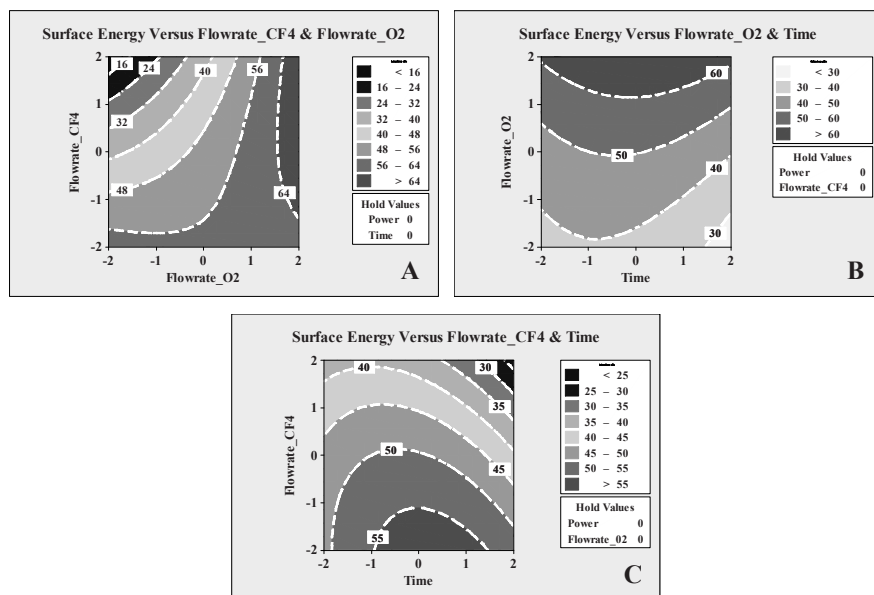 Surface Energy Versus Flowrate_CF4 & Flowrate_O2
Flowrate_CF4
2
1
0
-1
-2
16
24
40
56
32
48
64
-2 -1 0 1 2
Flowrate_O2
< 16
16 – 24
24 – 32
32 – 40
40 – 48
48 – 56
56 – 64
> 64
Hold Values
Power 0
Time 0
A
Surface Energy Versus Flowrate_O2 & Time
Flowrate_O2
2
1
0
-1
-2
60
50
40
30
-2 -1 0 1 2
Time
< 30
30 – 40
40 – 50
50 – 60
> 60
Hold Values
Power 0
Flowrate_CF4 0
B
Surface Energy Versus Flowrate_CF4 & Time
Flowrate_CF4
2
1
0
-1
-2
40
30
35
50
45
55
-2 -1 0 1 2
Time
< 25
25 – 30
30 – 35
35 – 40
40 – 45
45 – 50
50 – 55
> 55
Hold Values
Power 0
Flowrate_02 0
C